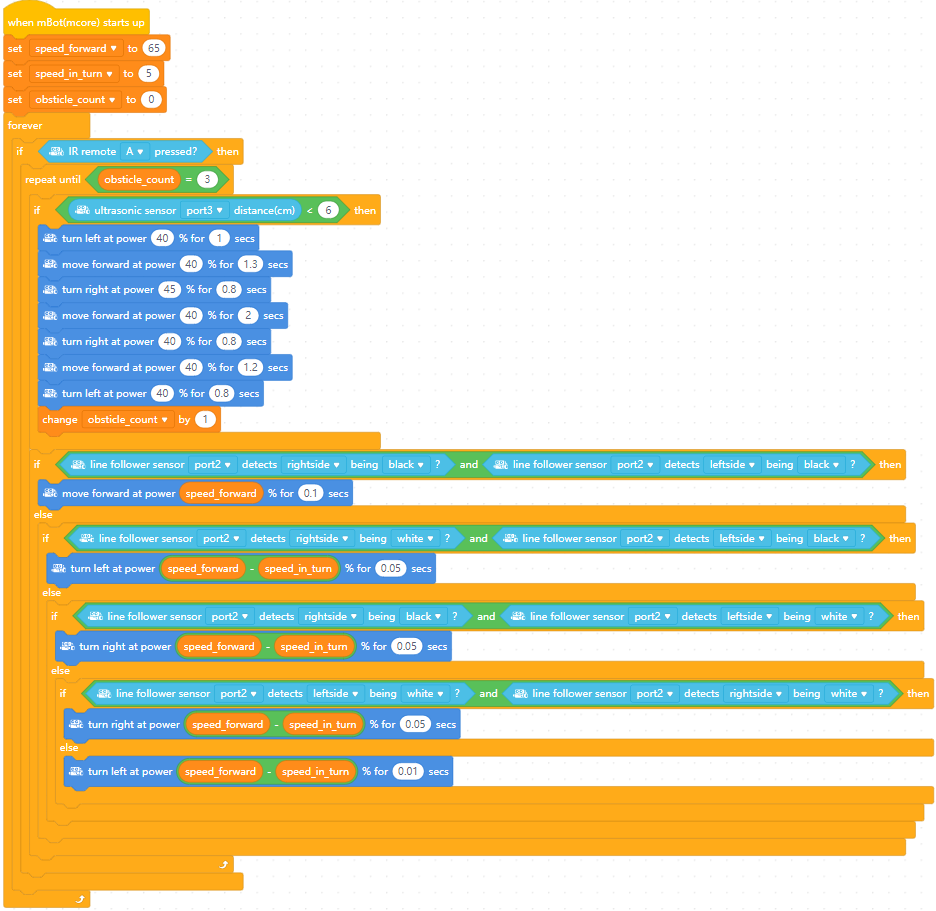 when mBot(mcore) starts up
set speed_forward to 65
set speed_in_turn to 5
set obsticle_count to 0
forever
if IR remote A pressed? then
repeat until obsticle_count = 3
if ultrasonic sensor port3 distance(cm) < 6 then
turn left at power 40 % for 1 secs
move forward at power 40 % for 1.3 secs
turn right at power 45 % for 0.8 secs
move forward at power 40 % for 2 secs
turn right at power 40 % for 0.8 secs
move forward at power 40 % for 1.2 secs
turn left at power 40 % for 0.8 secs
change obsticle_count by 1
if line follower sensor port2 detects rightside being black ? and line follower sensor port2 detects leftside being black ? then
move forward at power speed_forward % for 0.1 secs
else
if line follower sensor port2 detects rightside being white ? and line follower sensor port2 detects leftside being black ? then
turn left at power speed_forward - speed_in_turn % for 0.05 secs
else
if line follower sensor port2 detects rightside being black ? and line follower sensor port2 detects leftside being white ? then
turn right at power speed_forward - speed_in_turn % for 0.05 secs
else
if line follower sensor port2 detects leftside being white ? and line follower sensor port2 detects rightside being white ? then
turn right at power speed_forward - speed_in_turn % for 0.05 secs
else
turn left at power speed_forward - speed_in_turn % for 0.01 secs